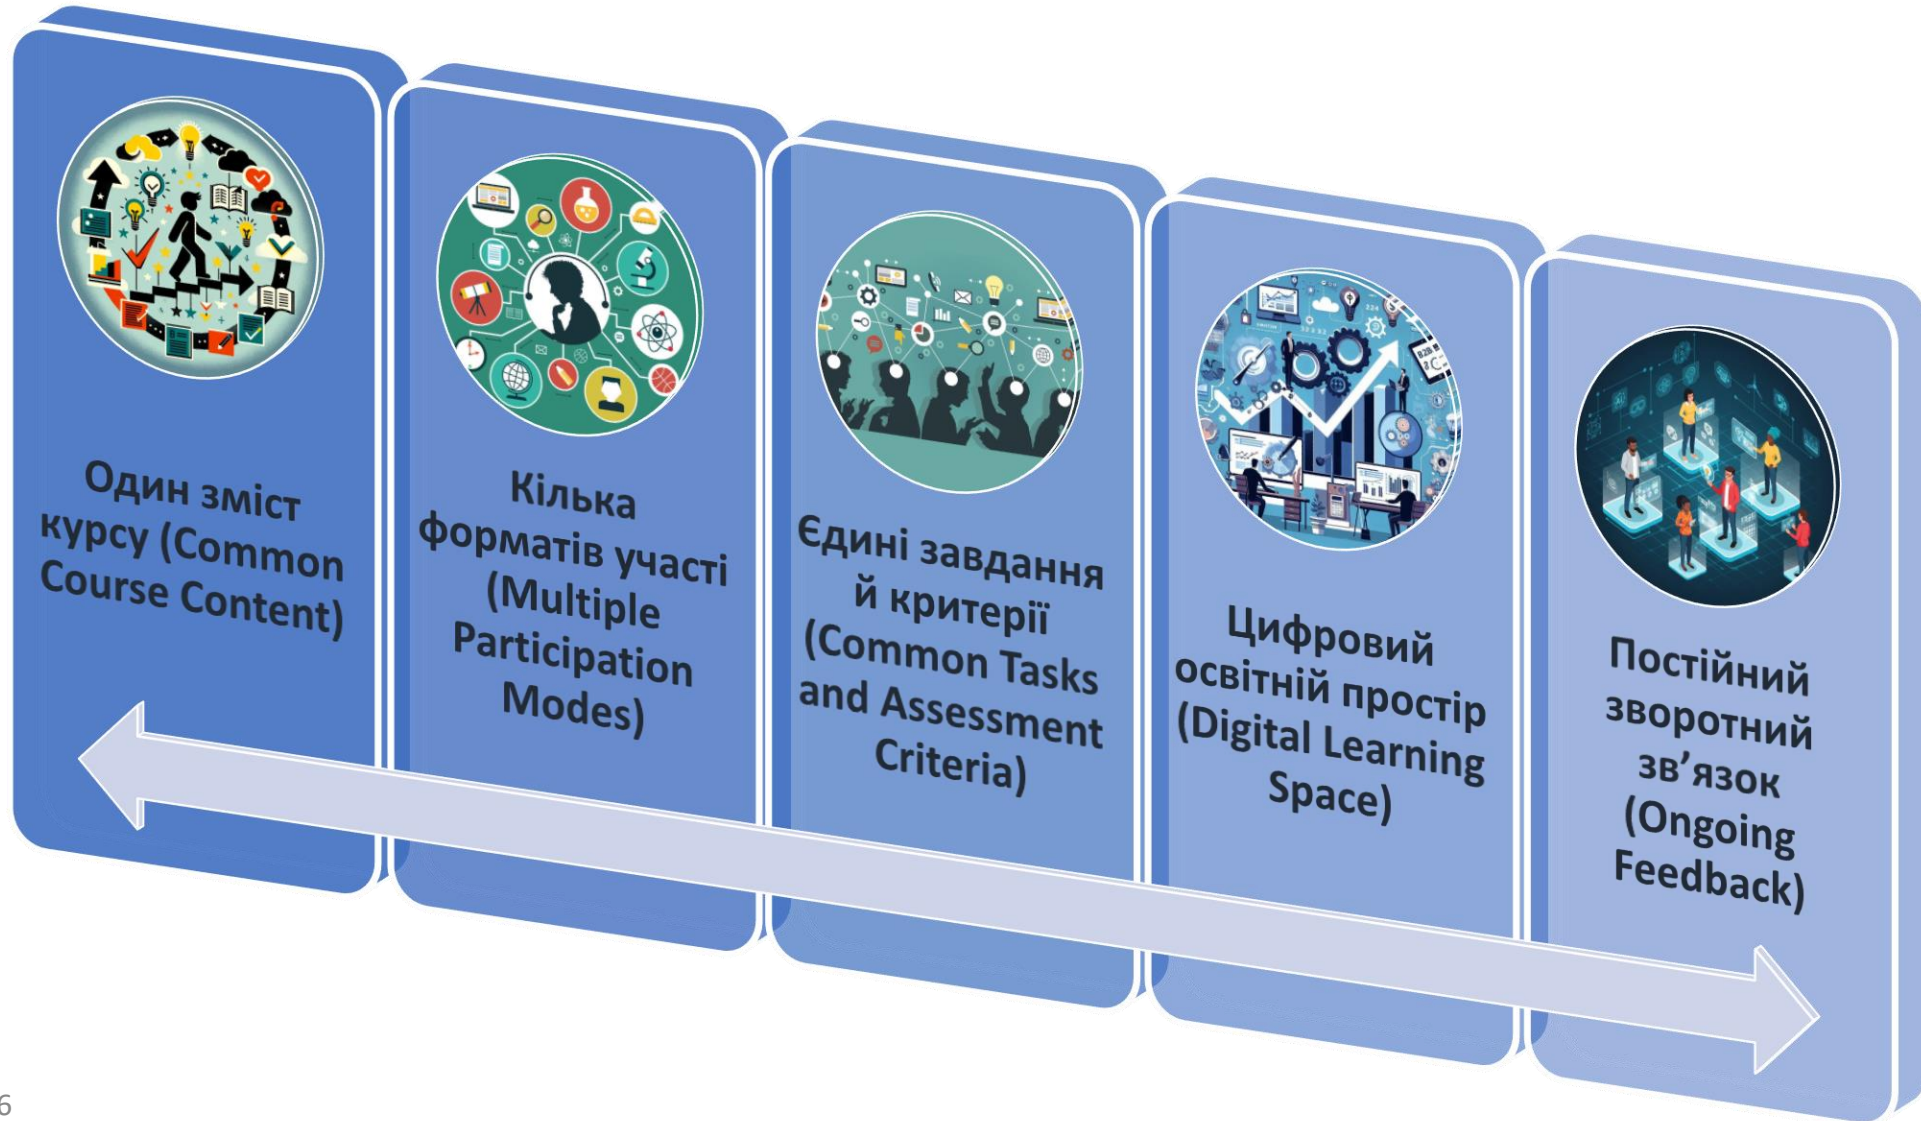 Один зміст
курсу (Common
Course Content)
Кілька
форматів участі
(Multiple
Participation
Modes)
Єдині завдання
й критерії
(Common Tasks
and Assessment
Criteria)
Цифровий
освітній простір
(Digital Learning
Space)
Постійний
зворотний
зв’язок
(Ongoing
Feedback)
6